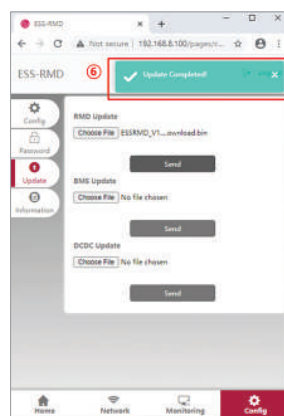 ESS-RMD
Not secure | 192.168.8.100/pages/c...
ESS-RMD
⑥
Update Completed!
Config
Password
Update
Information
RMD Update
Choose File ESSRMD_V1....ownload.bin
Send
BMS Update
Choose File No file chosen
Send
DCDC Update
Choose File No file chosen
Send
Home
Network
Monitoring
Config